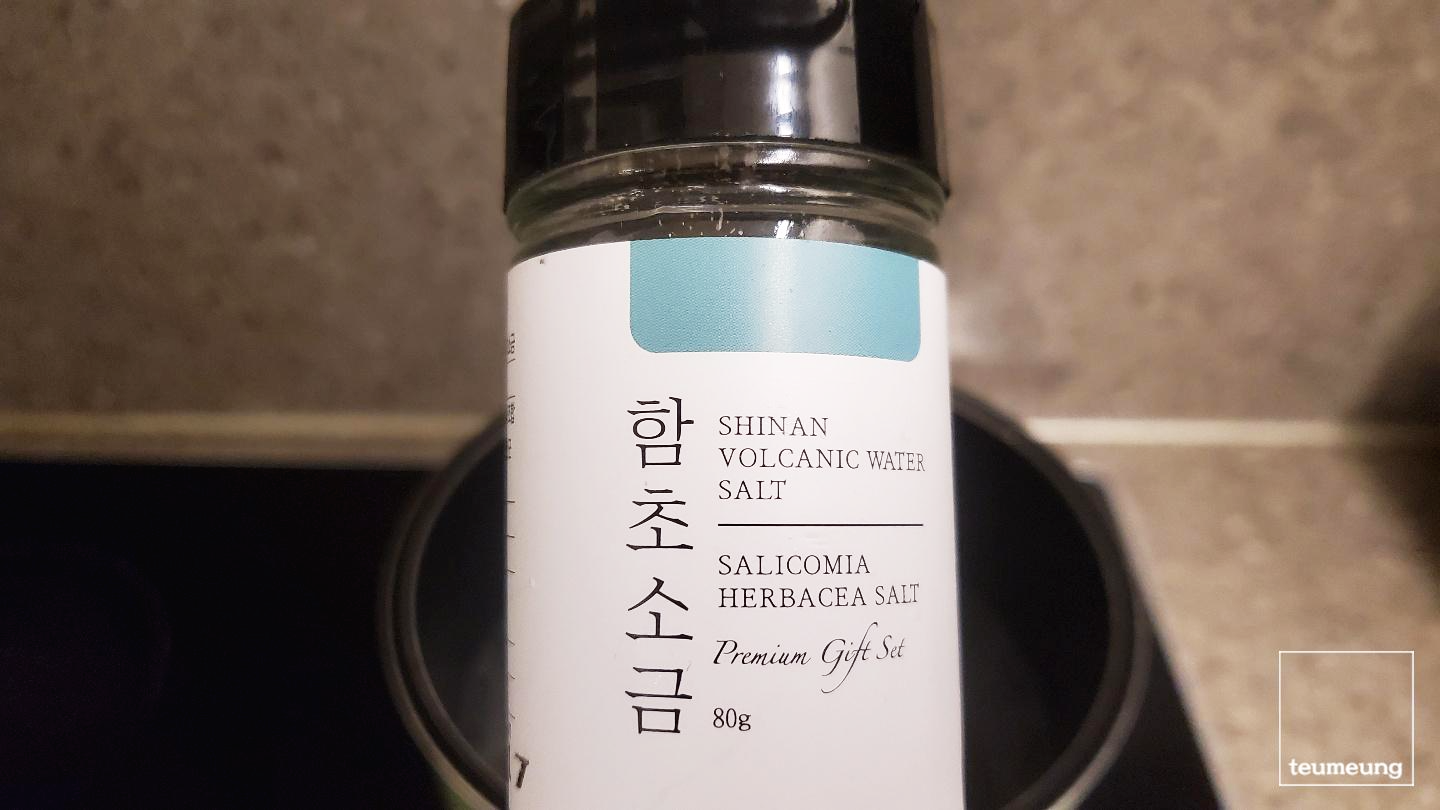 함초소금
SHINAN
VOLCANIC WATER
SALT
SALICOMIA
HERBACEA SALT
Premium Gift Set
80g
teumeung